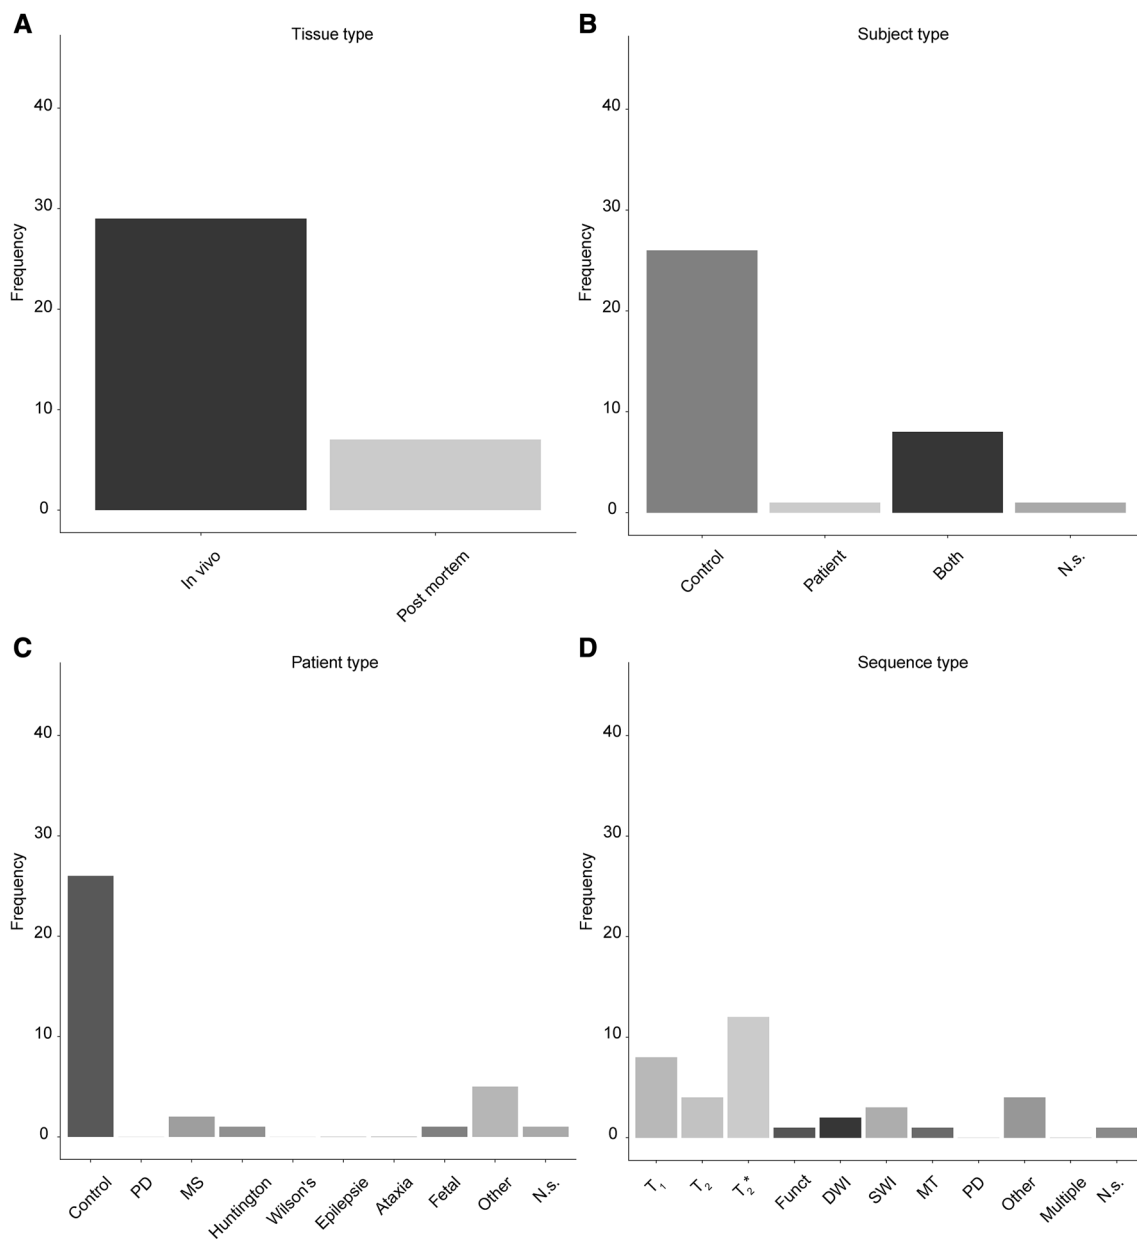 A
Tissue type
Frequency
40
30
20
10
0
In vivo
Post mortem
B
Subject type
Frequency
40
30
20
10
0
Control
Patient
Both
N.s.
C
Patient type
Frequency
40
30
20
10
0
Control
PD
MS
Huntington
Wilson's
Epilepsie
Ataxia
Fetal
Other
N.s.
D
Sequence type
Frequency
40
30
20
10
0
T₁
T₂
T₂*
Funct
DWI
SWI
MT
PD
Other
Multiple
N.s.